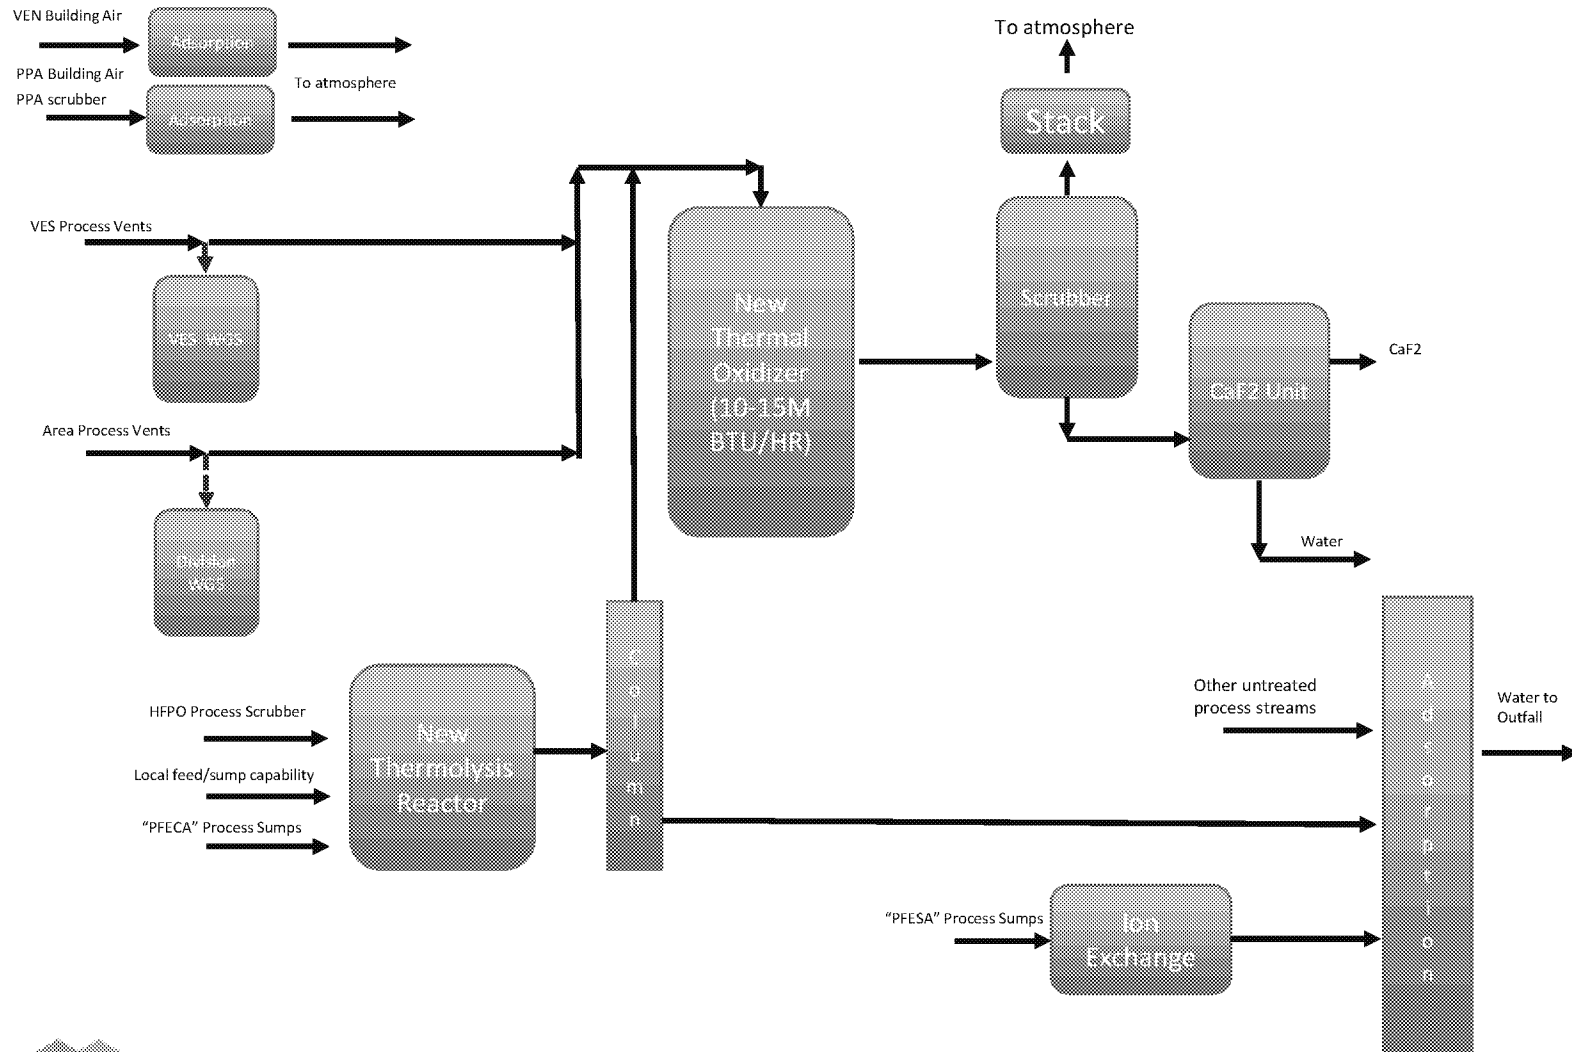 VEN Building Air
Adsorption
PPA Building Air
PPA scrubber
Adsorption
To atmosphere
To atmosphere
Stack
VES Process Vents
VES WGS
Area Process Vents
Division
WGS
New
Thermal
Oxidizer
(10-15M
BTU/HR)
Scrubber
CaF2 Unit
CaF2
Water
HFPO Process Scrubber
Local feed/sump capability
“PFECA” Process Sumps
New
Thermolysis
Reactor
Column
Other untreated
process streams
“PFESA” Process Sumps
Ion
Exchange
Adsorption
Water to
Outfall